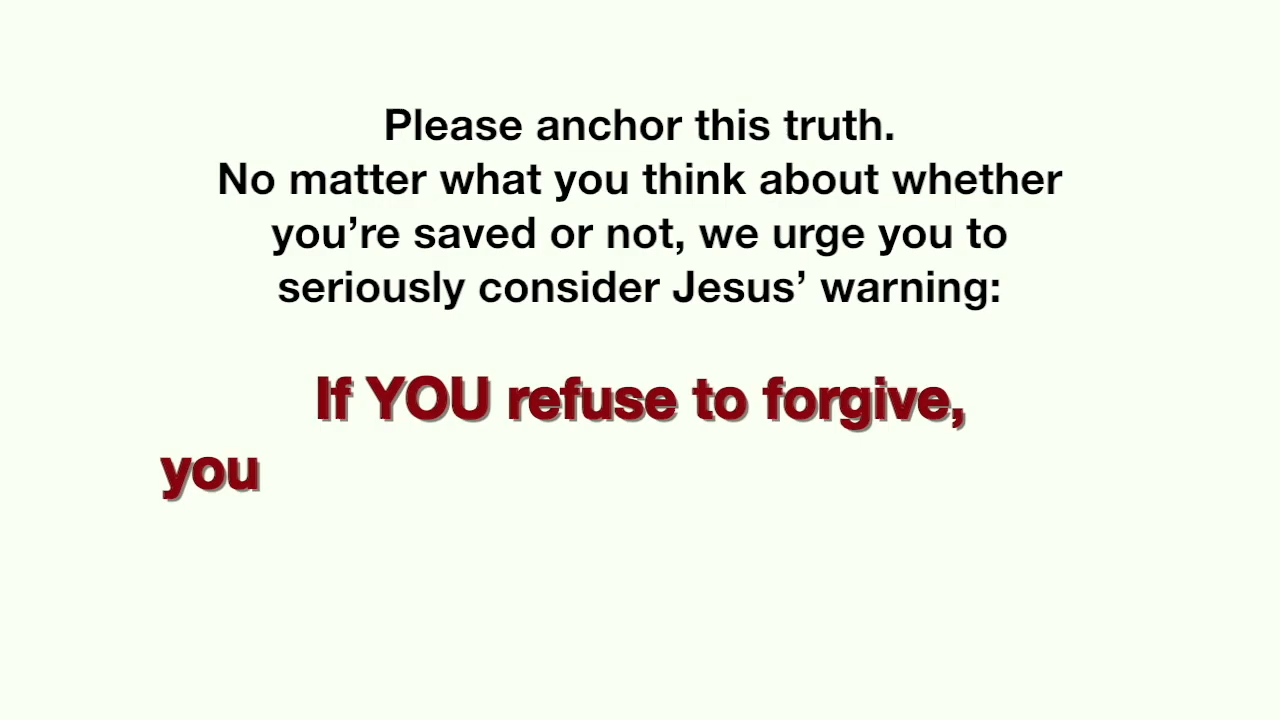 Please anchor this truth.
No matter what you think about whether
you’re saved or not, we urge you to
seriously consider Jesus’ warning:
If YOU refuse to forgive,
you